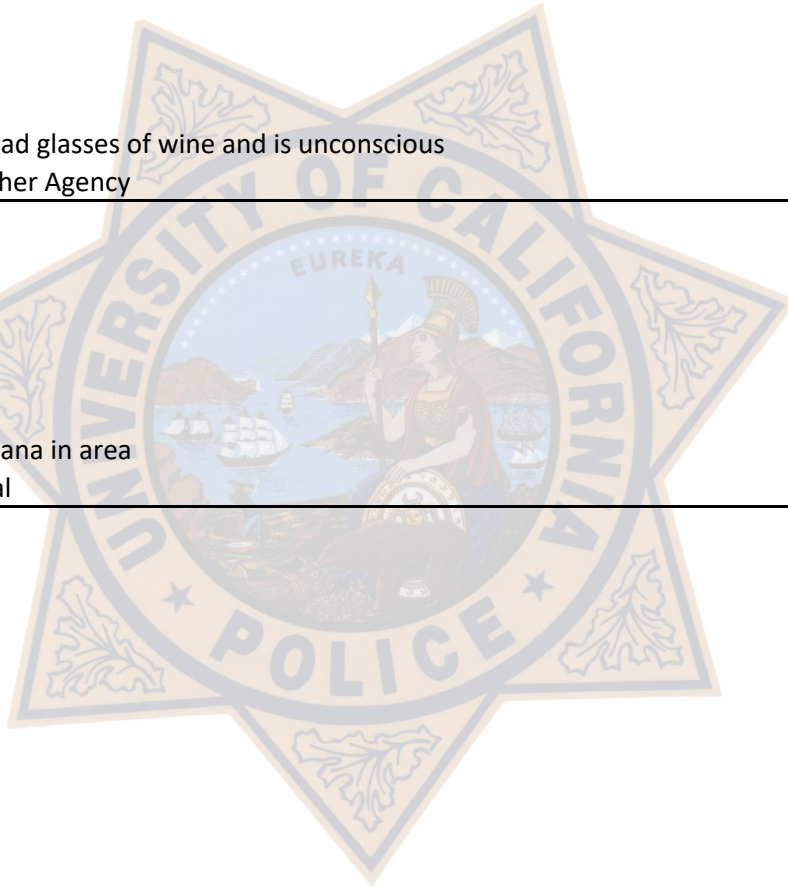 ad glasses of wine and is unconscious
her Agency
UNIVERSITY OF CALIFORNIA
EUREKA
ana in area
al
POLICE